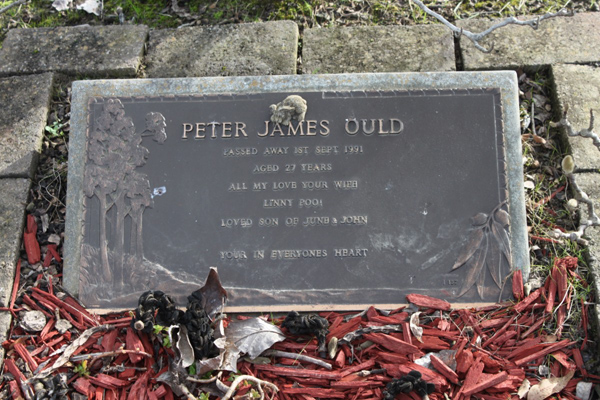 PETER JAMES OULD
PASSED AWAY 1ST SEPT. 1991
AGED 27 YEARS
ALL MY LOVE YOUR WIFE
LINNY POO!
LOVED SON OF JUNE & JOHN
YOUR IN EVERYONES HEART